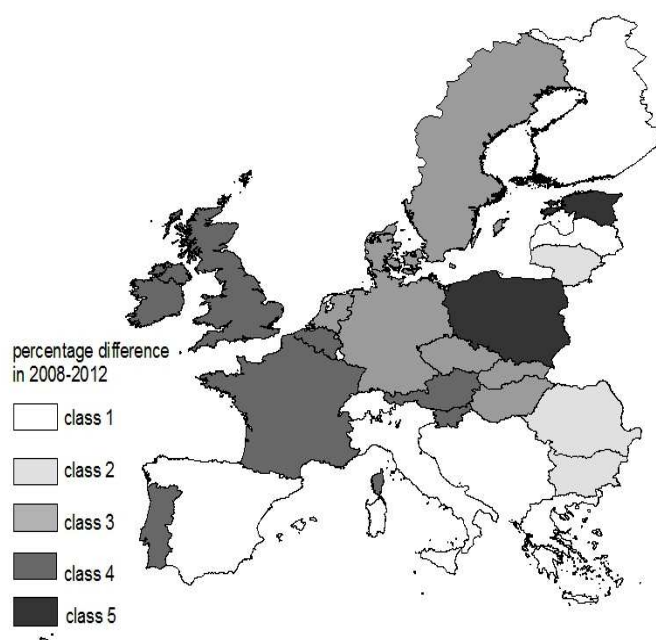 percentage difference
in 2008-2012
class 1
class 2
class 3
class 4
class 5